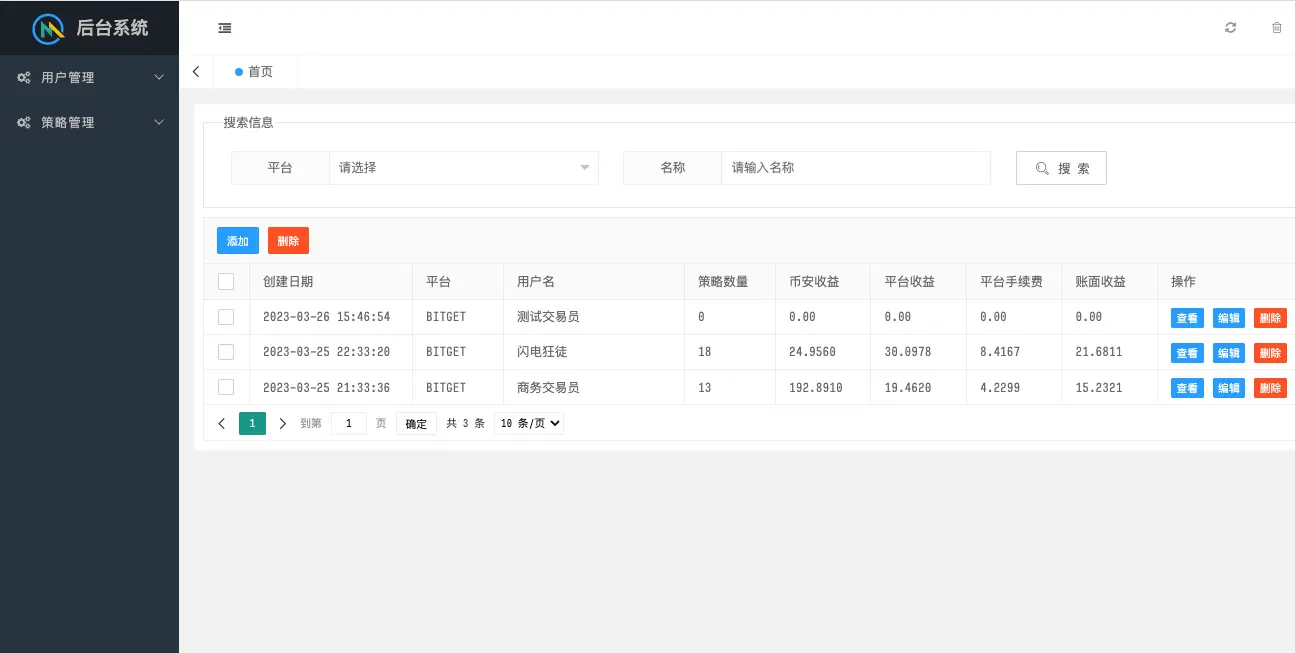 后台系统
用户管理
策略管理
首页
搜索信息
平台 请选择 名称 请输入名称 搜 索
添加 删除
创建日期 平台 用户名 策略数量 币安收益 平台收益 平台手续费 账面收益 操作
2023-03-26 15:46:54 BITGET 测试交易员 0 0.00 0.00 0.00 0.00 查看 编辑 删除
2023-03-25 22:33:20 BITGET 闪电狂徒 18 24.9560 30.0978 8.4167 21.6811 查看 编辑 删除
2023-03-25 21:33:36 BITGET 商务交易员 13 192.8910 19.4620 4.2299 15.2321 查看 编辑 删除
1 到第 1 页 确定 共 3 条 10 条/页